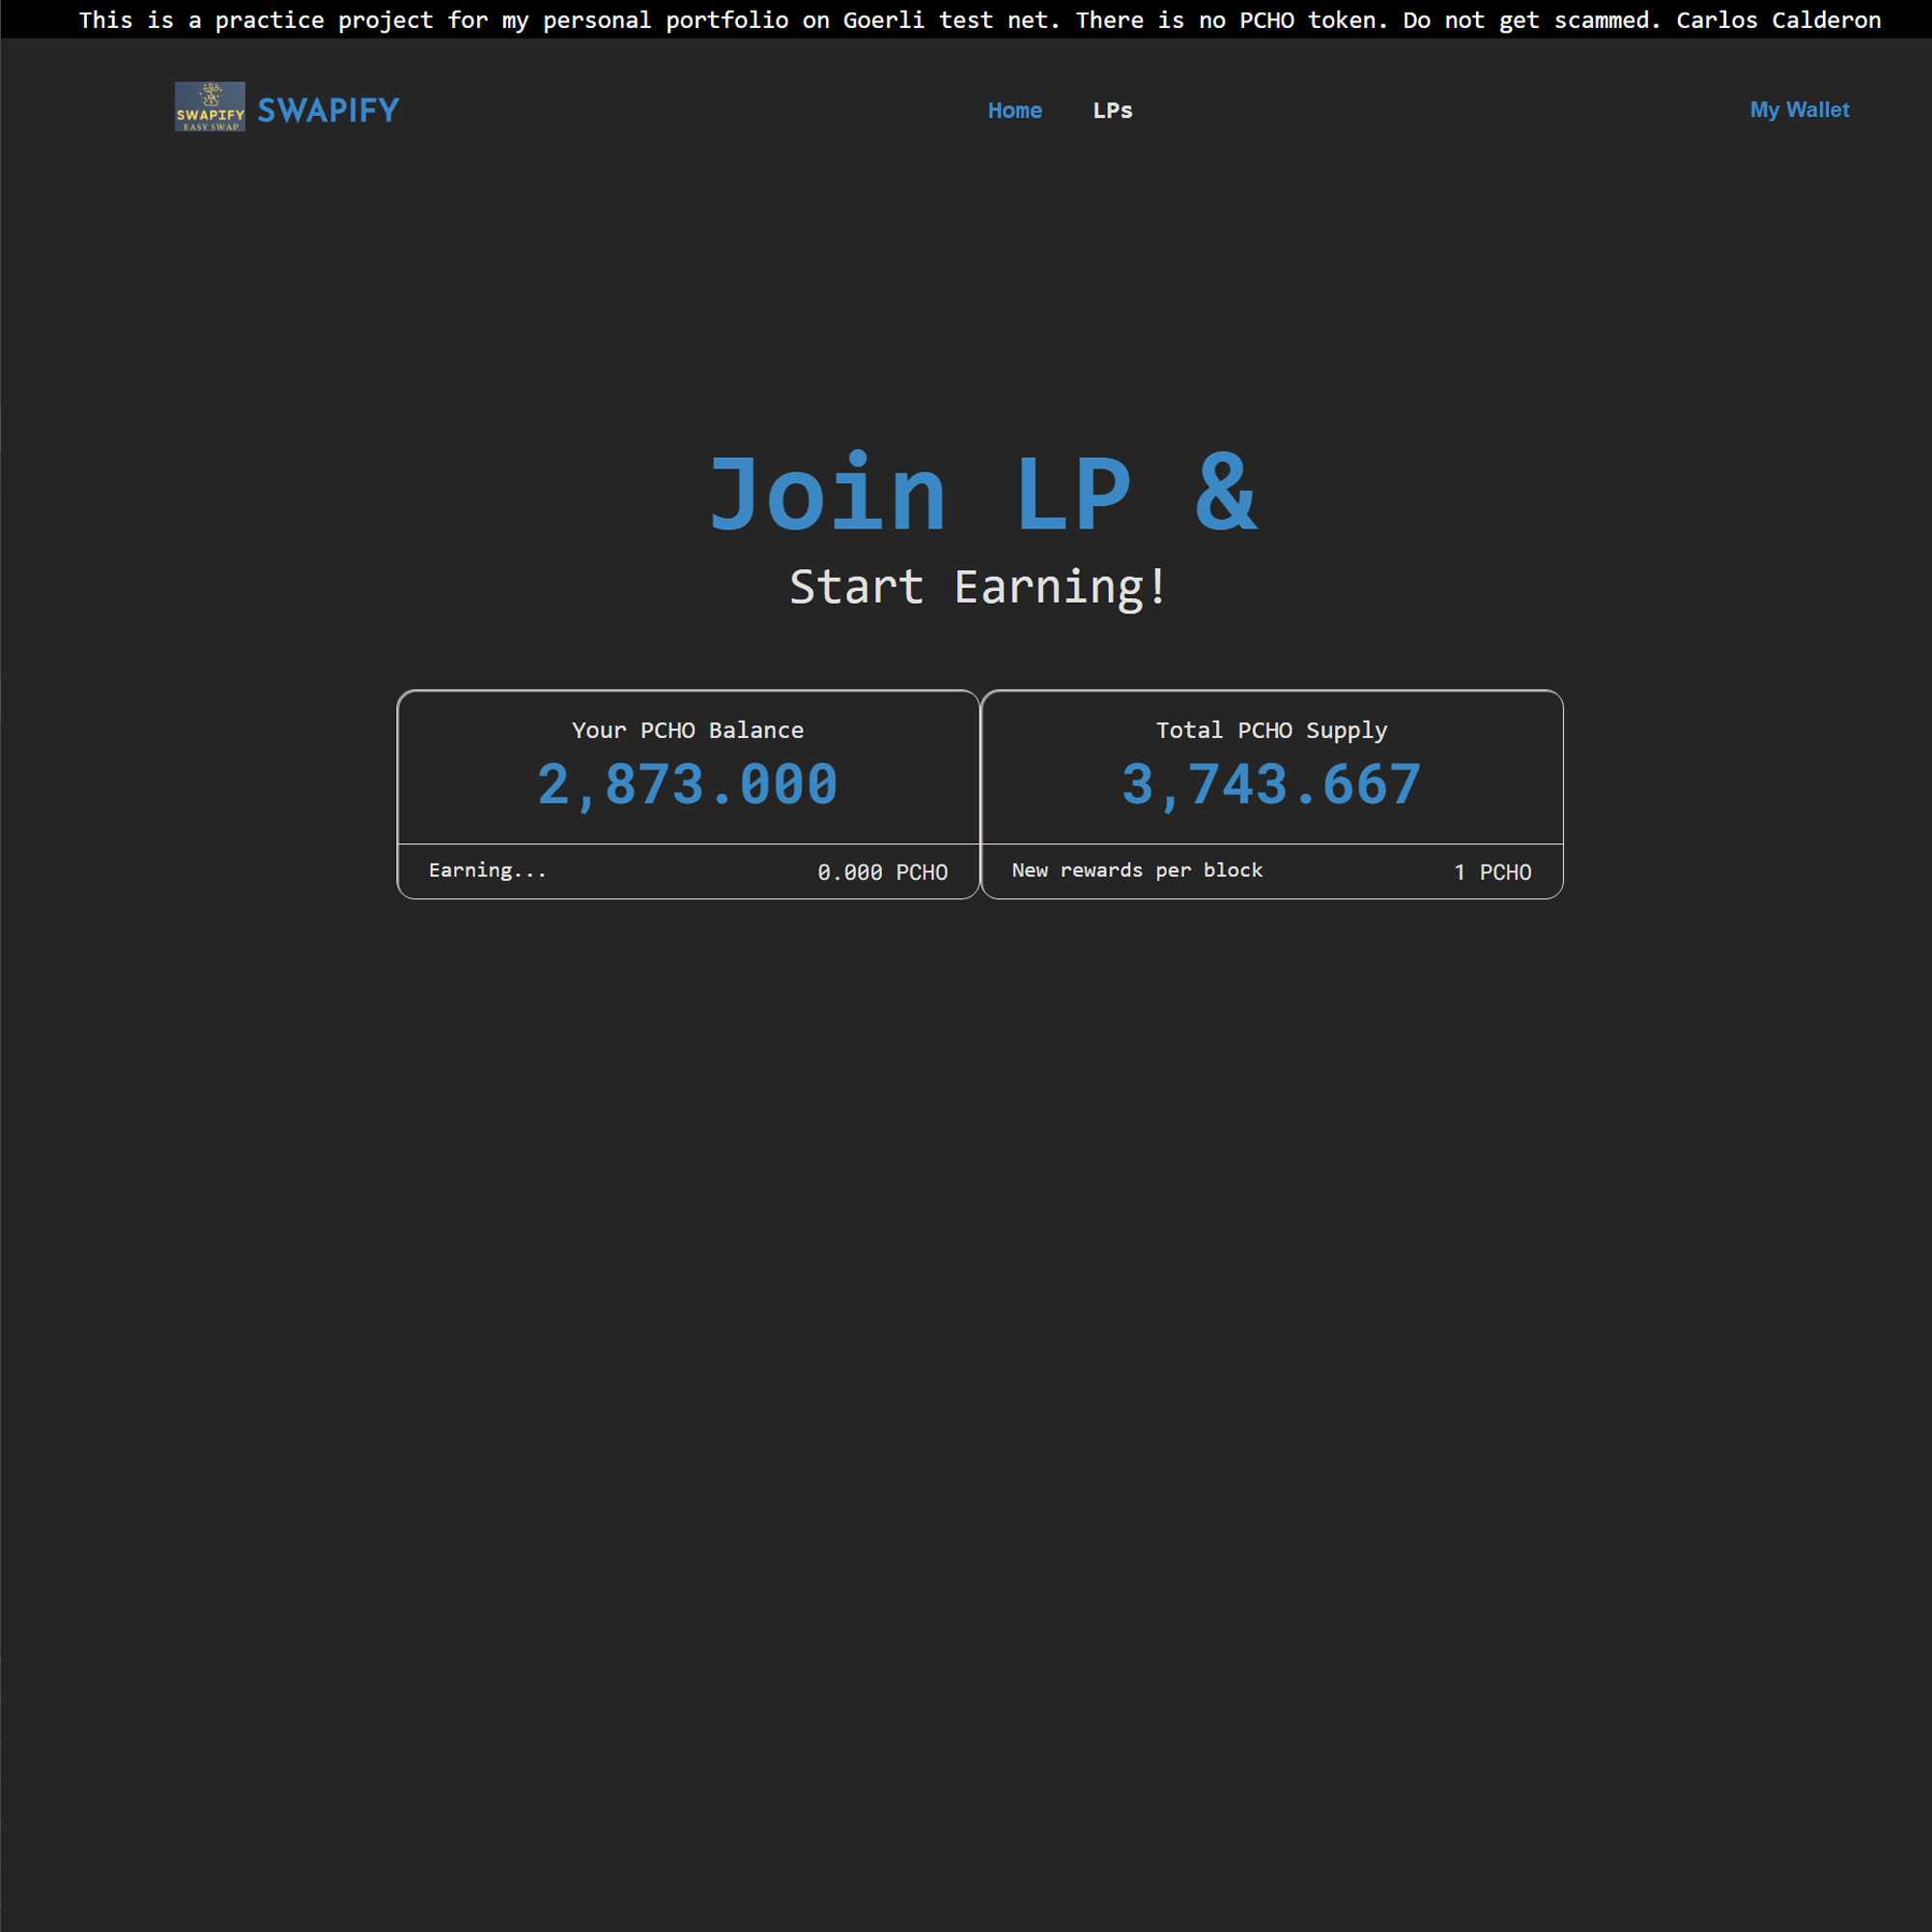 This is a practice project for my personal portfolio on Goerli test net. There is no PCHO token. Do not get scammed. Carlos Calderon
SWAPIFY
EASY SWAP
SWAPIFY
Home
LPs
My Wallet
Join LP &
Start Earning!
Your PCHO Balance
2,873.000
Earning...
0.000 PCHO
Total PCHO Supply
3,743.667
New rewards per block
1 PCHO